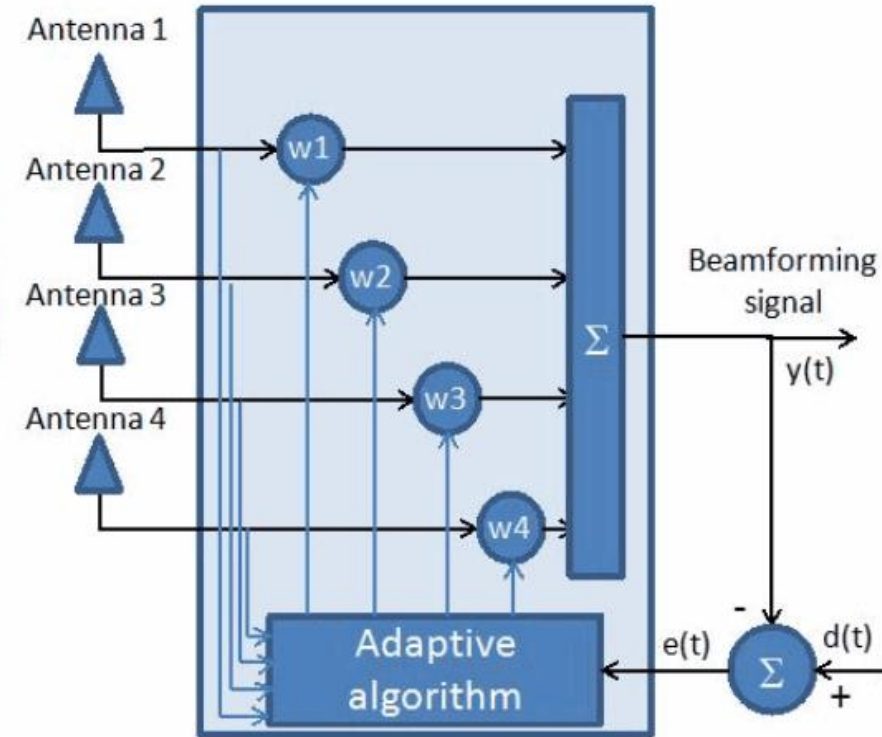 Antenna 1
w1
Antenna 2
w2
Antenna 3
w3
Antenna 4
w4
Σ
Beamforming
signal
y(t)
Adaptive
algorithm
e(t)
-
Σ
d(t)
+